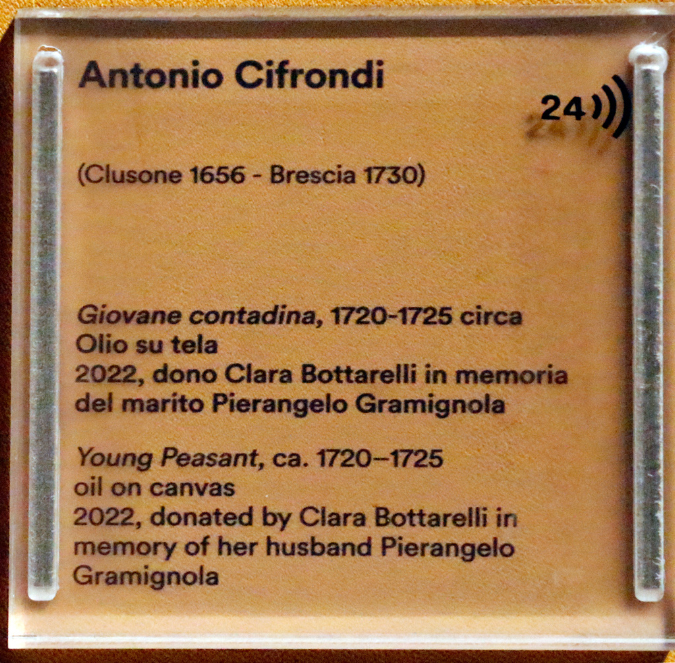 Antonio Cifrondi
24
(Clusone 1656 - Brescia 1730)
Giovane contadina, 1720-1725 circa
Olio su tela
2022, dono Clara Bottarelli in memoria
del marito Pierangelo Gramignola
Young Peasant, ca. 1720–1725
oil on canvas
2022, donated by Clara Bottarelli in
memory of her husband Pierangelo
Gramignola